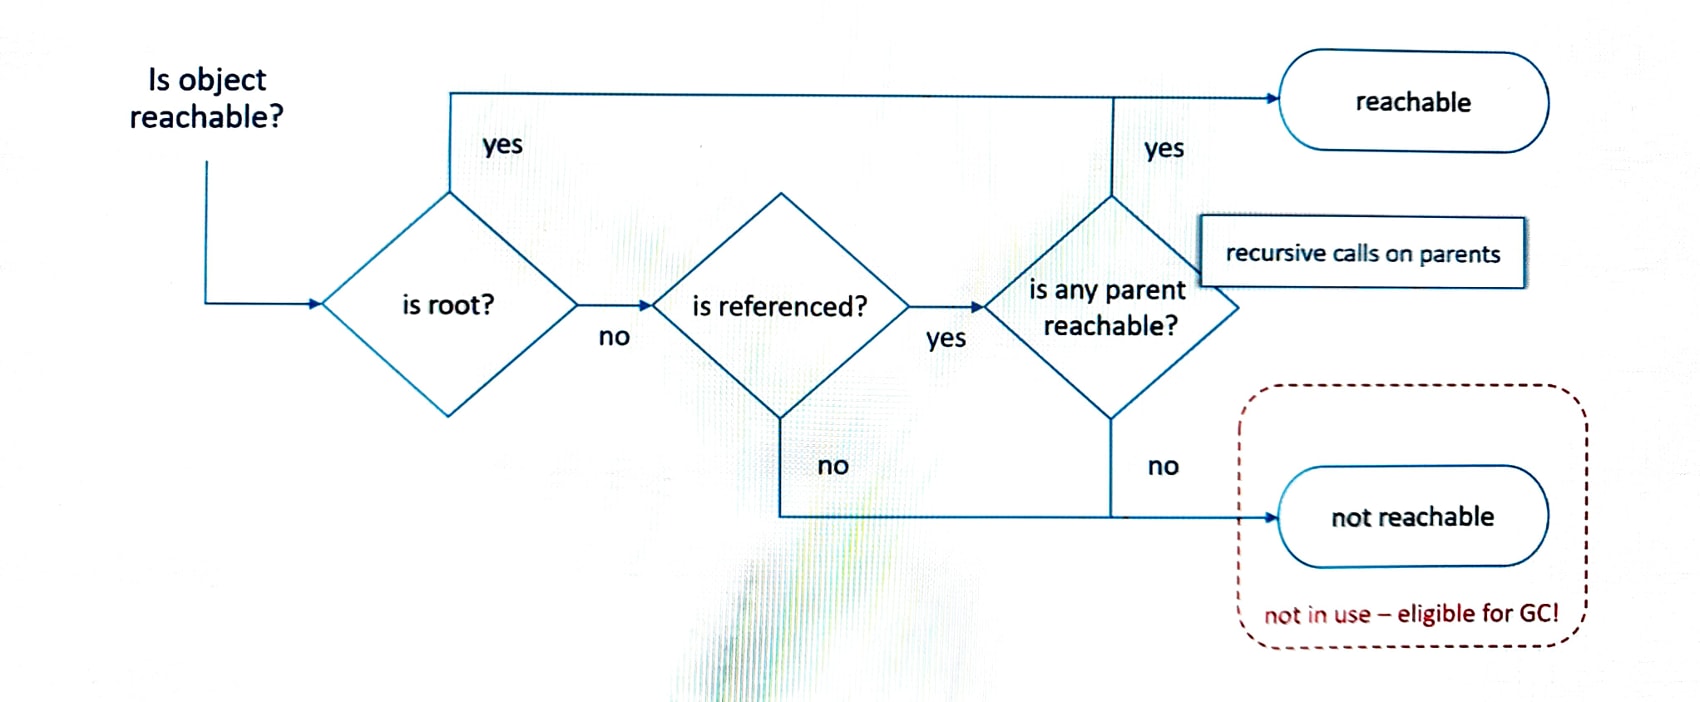 Is object
reachable?
reachable
yes
yes
recursive calls on parents
is root?
no
is referenced?
yes
is any parent
reachable?
no
no
not reachable
not in use – eligible for GC!